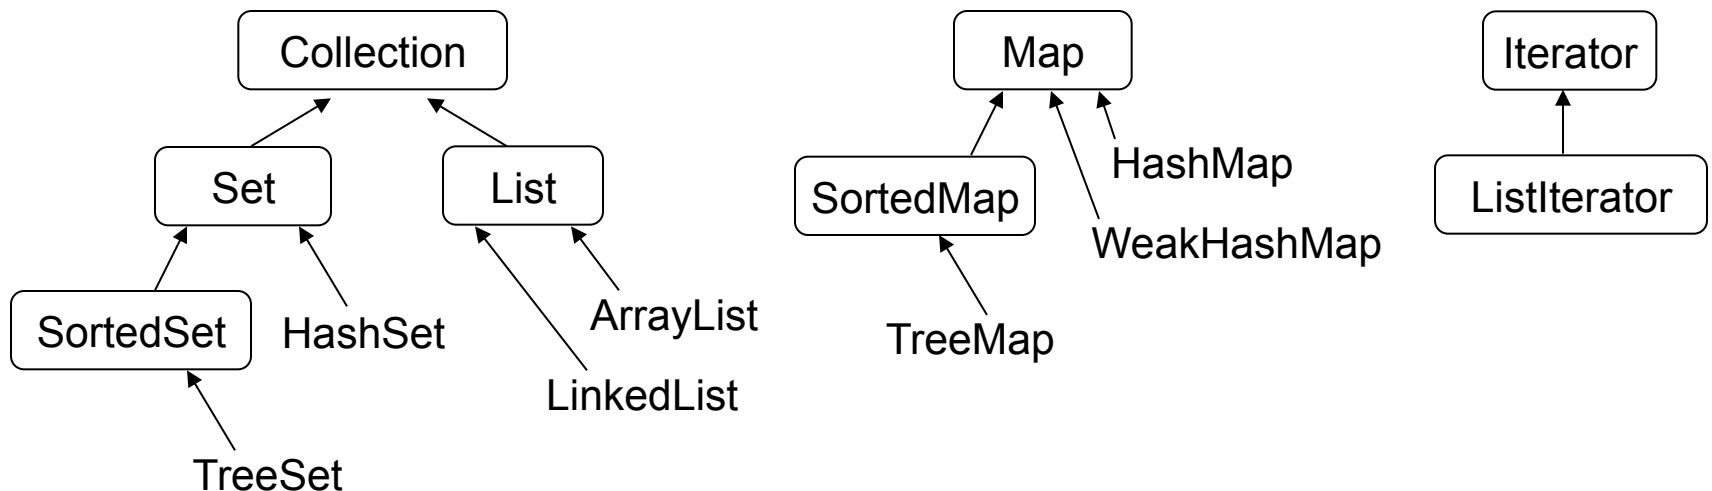 Collection
Map
Iterator
Set
List
HashMap
SortedMap
ListIterator
WeakHashMap
ArrayList
SortedSet
HashSet
TreeMap
LinkedList
TreeSet